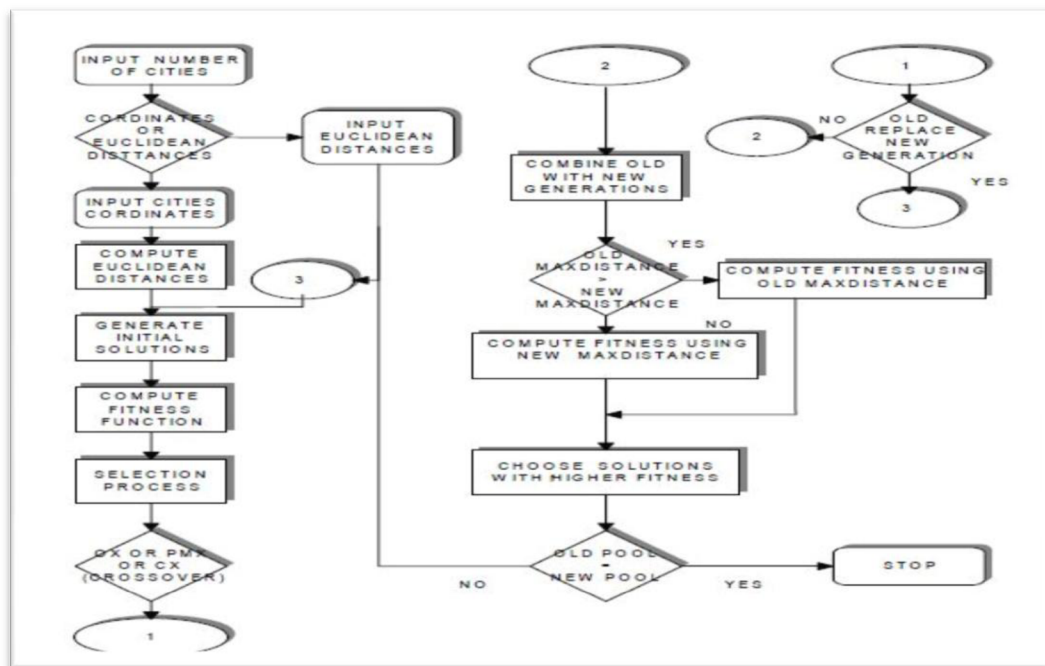 INPUT NUMBER
OF CITIES
CORDINATES
OR
EUCLIDEAN
DISTTANCES
INPUT
EUCLIDEAN
DISTANCES
INPUT CITIES
CORDINATES
COMPUTE
EUCLIDEAN
DISTANCES
3
GENERATE
INITIAL
SOLUTIONS
COMPUTE
FITNESS
FUNCTION
SELECTION
PROCESS
OX OR PMX
OR CX
(CROSSOVER)
1
2
COMBINE OLD
WITH NEW
GENERATIONS
OLD
MAXDISTANCE
>
NEW
MAXDISTANCE
YES
COMPUTE FITNESS USING
OLD MAXDISTANCE
NO
COMPUTE FITNESS USING
NEW MAXDISTANCE
CHOOSE SOLUTIONS
WITH HIGHER FITNESS
OLD POOL
=
NEW POOL
NO
YES
STOP
1
OLD
REPLACE
NEW
GENERATION
NO
2
YES
3